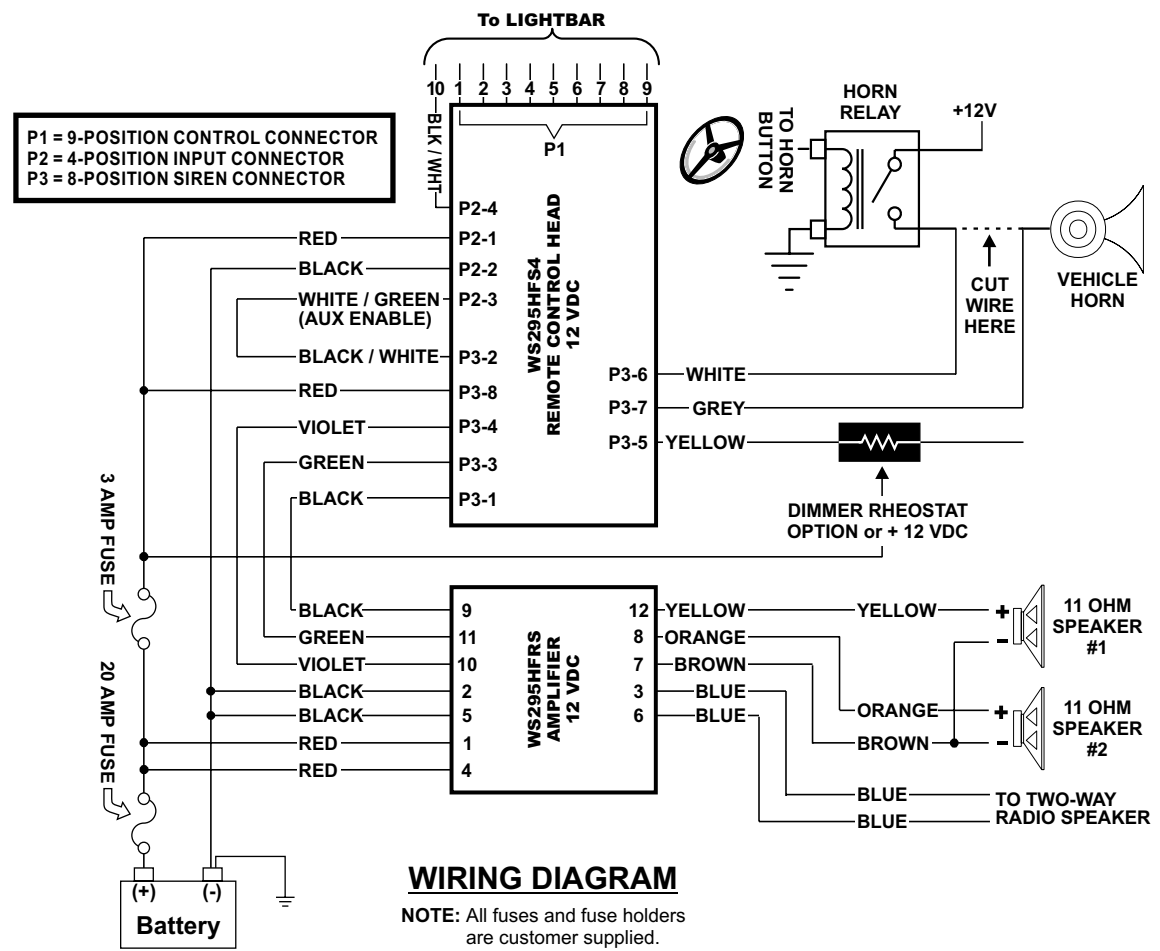 To LIGHTBAR
10 1 2 3 4 5 6 7 8 9
P1
BLK / WHT
P1 = 9-POSITION CONTROL CONNECTOR
P2 = 4-POSITION INPUT CONNECTOR
P3 = 8-POSITION SIREN CONNECTOR
P2-4
RED P2-1
BLACK P2-2
WHITE / GREEN P2-3
(AUX ENABLE)
BLACK / WHITE P3-2
RED P3-8
VIOLET P3-4
GREEN P3-3
BLACK P3-1
WS295HFS4
REMOTE CONTROL HEAD
12 VDC
P3-6 WHITE
P3-7 GREY
P3-5 YELLOW
TO HORN
BUTTON
HORN
RELAY
+12V
CUT
WIRE
HERE
VEHICLE
HORN
DIMMER RHEOSTAT
OPTION or + 12 VDC
3 AMP FUSE
20 AMP FUSE
BLACK 9
GREEN 11
VIOLET 10
BLACK 2
BLACK 5
RED 1
RED 4
WS295HFRS
AMPLIFIER
12 VDC
12 YELLOW YELLOW
8 ORANGE
7 BROWN
3 BLUE
6 BLUE
+
-
11 OHM
SPEAKER
#1
ORANGE +
BROWN -
11 OHM
SPEAKER
#2
BLUE
BLUE
TO TWO-WAY
RADIO SPEAKER
(+) (-)
Battery
WIRING DIAGRAM
NOTE: All fuses and fuse holders
are customer supplied.